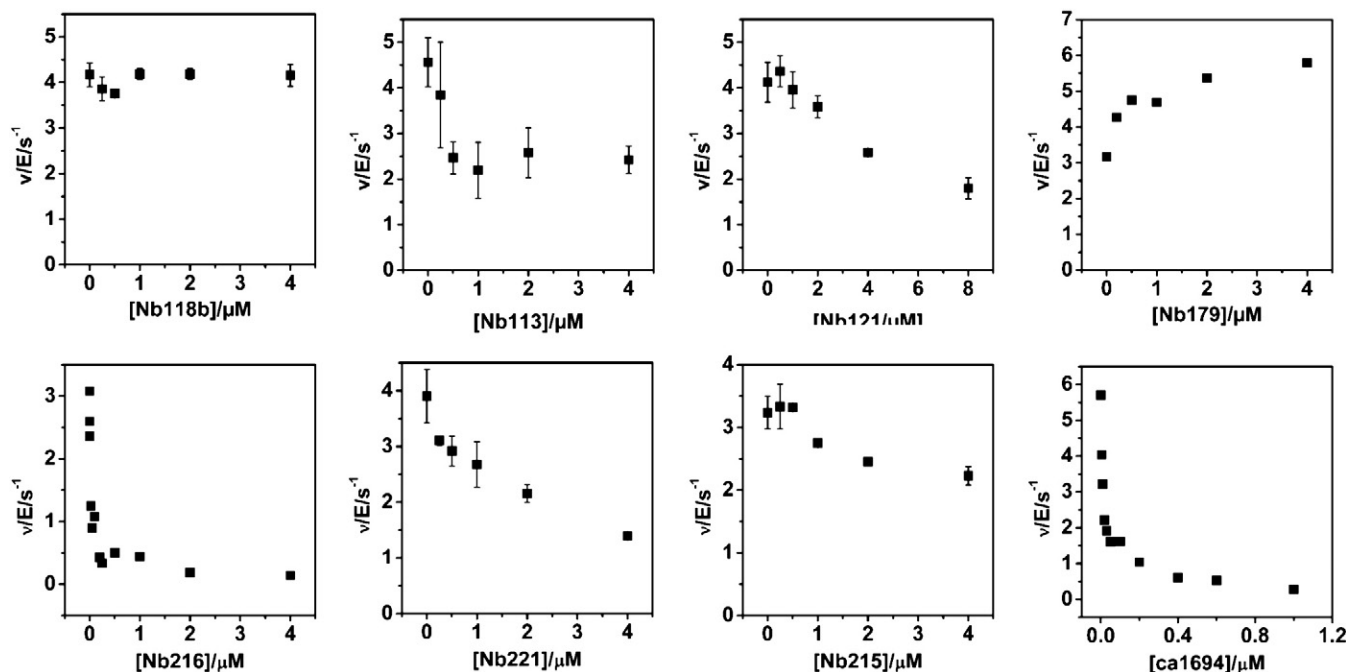 v/E/s⁻¹
5
4
3
2
1
0
0 1 2 3 4
[Nb118b]/µM
v/E/s⁻¹
5
4
3
2
1
0
0 1 2 3 4
[Nb113]/µM
v/E/s⁻¹
5
4
3
2
1
0
0 2 4 6 8
[Nb121/µM]
v/E/s⁻¹
7
6
5
4
3
2
1
0
0 1 2 3 4
[Nb179]/µM
v/E/s⁻¹
3
2
1
0
0 1 2 3 4
[Nb216]/µM
v/E/s⁻¹
4
3
2
1
0
0 1 2 3 4
[Nb221]/µM
v/E/s⁻¹
4
3
2
1
0
0 1 2 3 4
[Nb215]/µM
v/E/s⁻¹
6
5
4
3
2
1
0
0.0 0.4 0.8 1.2
[ca1694]/µM